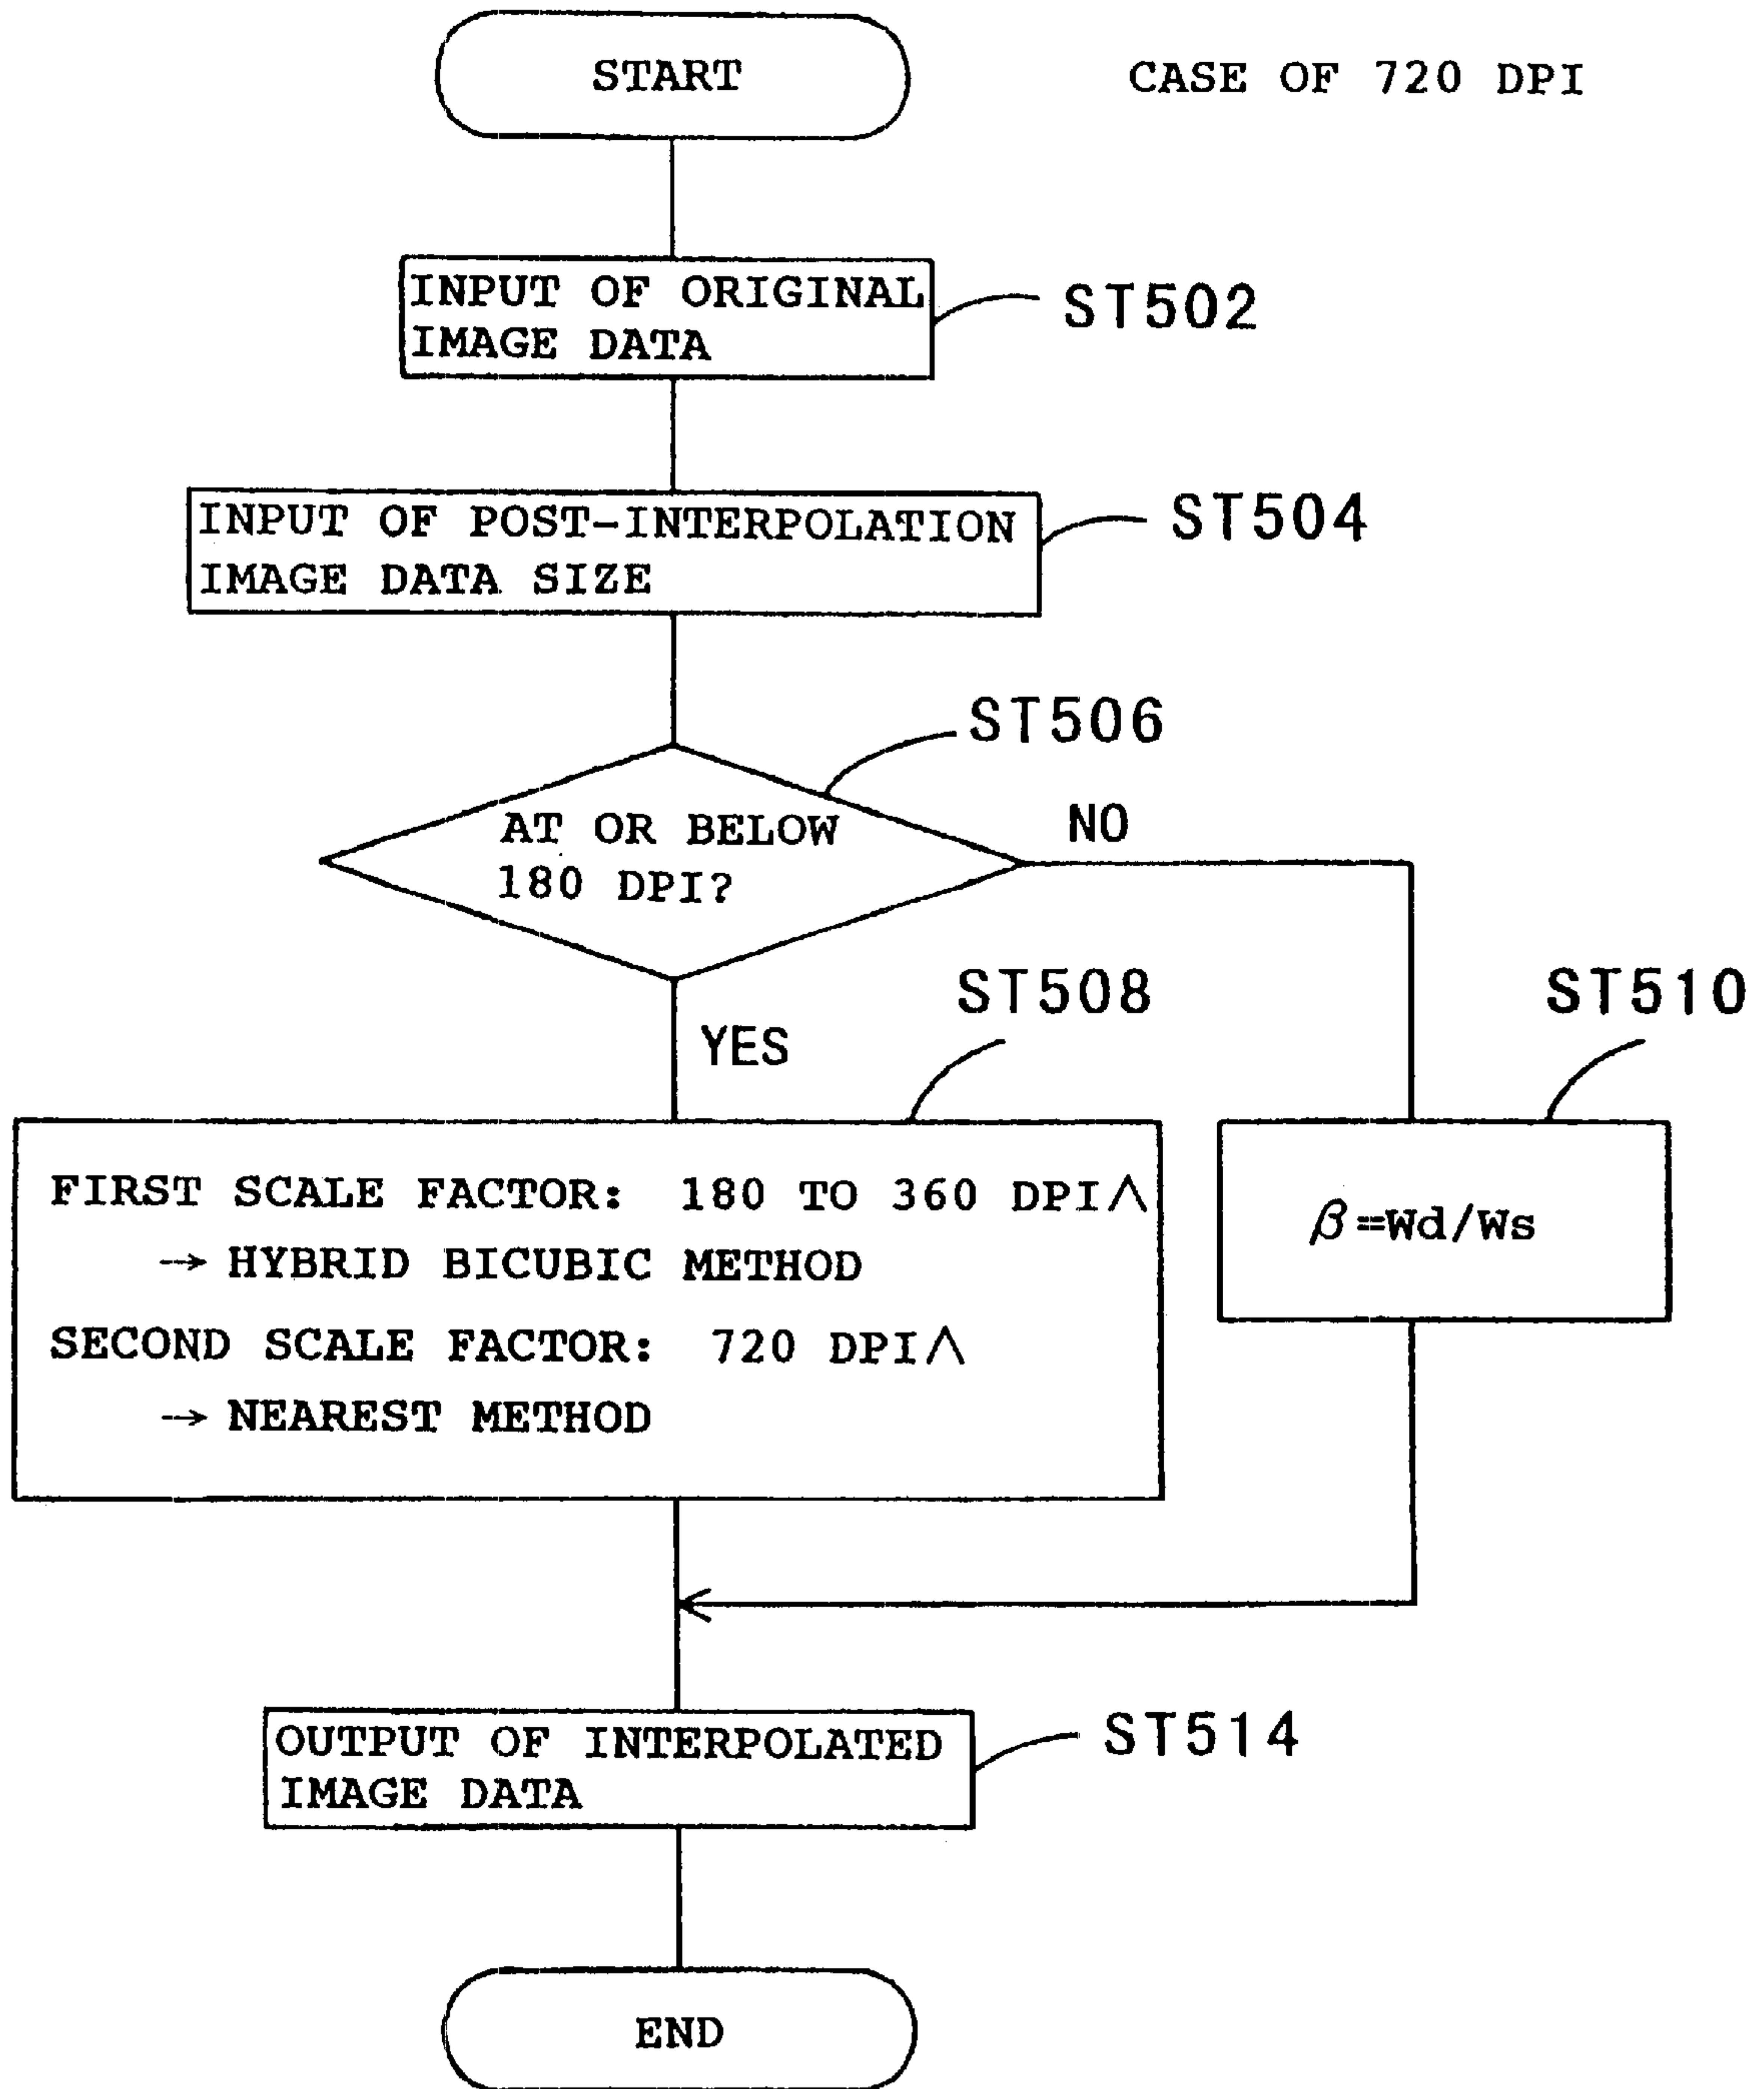 START
CASE OF 720 DPI
INPUT OF ORIGINAL
IMAGE DATA
ST502
INPUT OF POST-INTERPOLATION
IMAGE DATA SIZE
ST504
ST506
AT OR BELOW
180 DPI?
NO
YES
ST508
ST510
FIRST SCALE FACTOR: 180 TO 360 DPI∧
→ HYBRID BICUBIC METHOD
SECOND SCALE FACTOR: 720 DPI∧
→ NEAREST METHOD
β=Wd/Ws
OUTPUT OF INTERPOLATED
IMAGE DATA
ST514
END